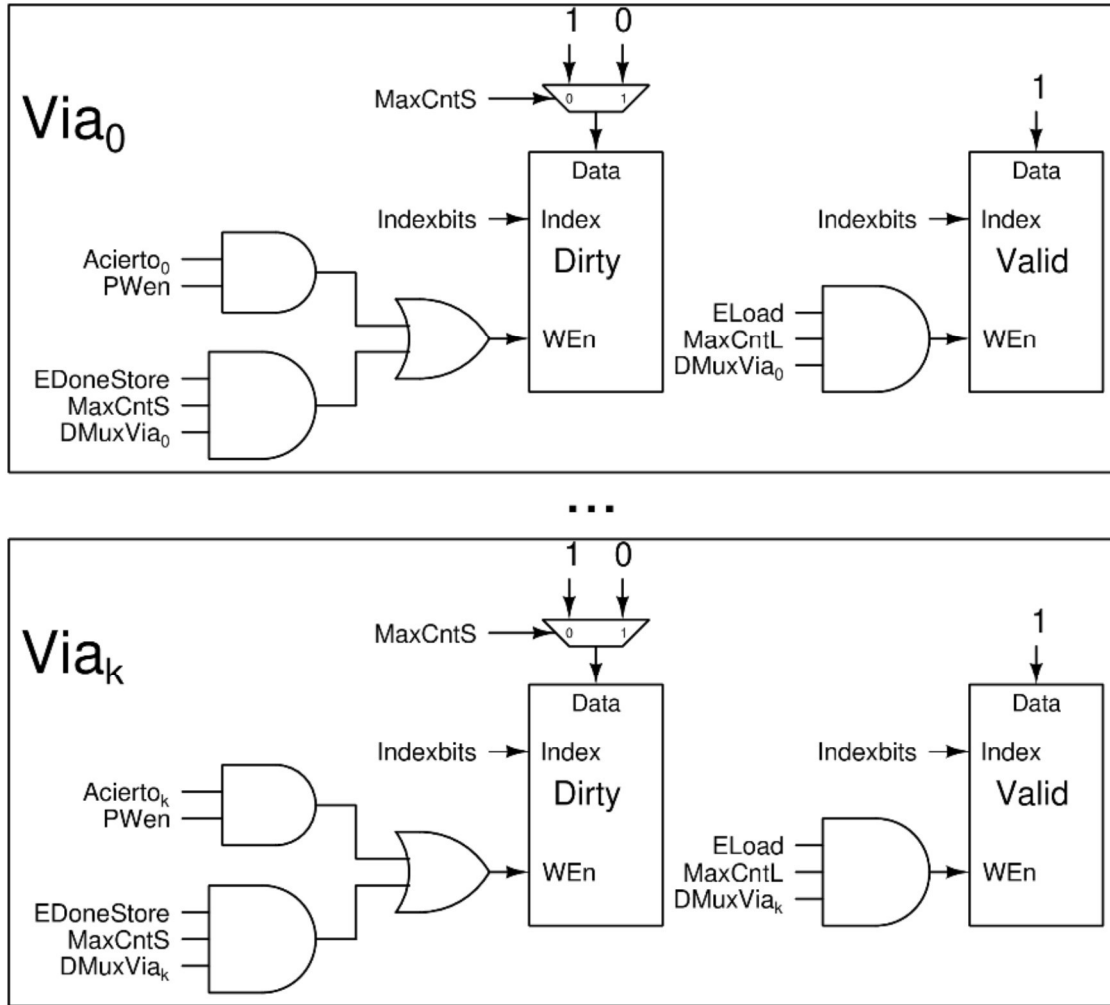 1 0
MaxCntS
0 1
1
Via0
Data
Data
Indexbits
Index
Indexbits
Index
Dirty
Valid
Acierto0
PWen
WEn
ELoad
MaxCntL
DMuxVia0
WEn
EDoneStore
MaxCntS
DMuxVia0
...
1 0
MaxCntS
0 1
1
Viak
Data
Data
Indexbits
Index
Indexbits
Index
Dirty
Valid
Aciertok
PWen
WEn
ELoad
MaxCntL
DMuxViak
WEn
EDoneStore
MaxCntS
DMuxViak